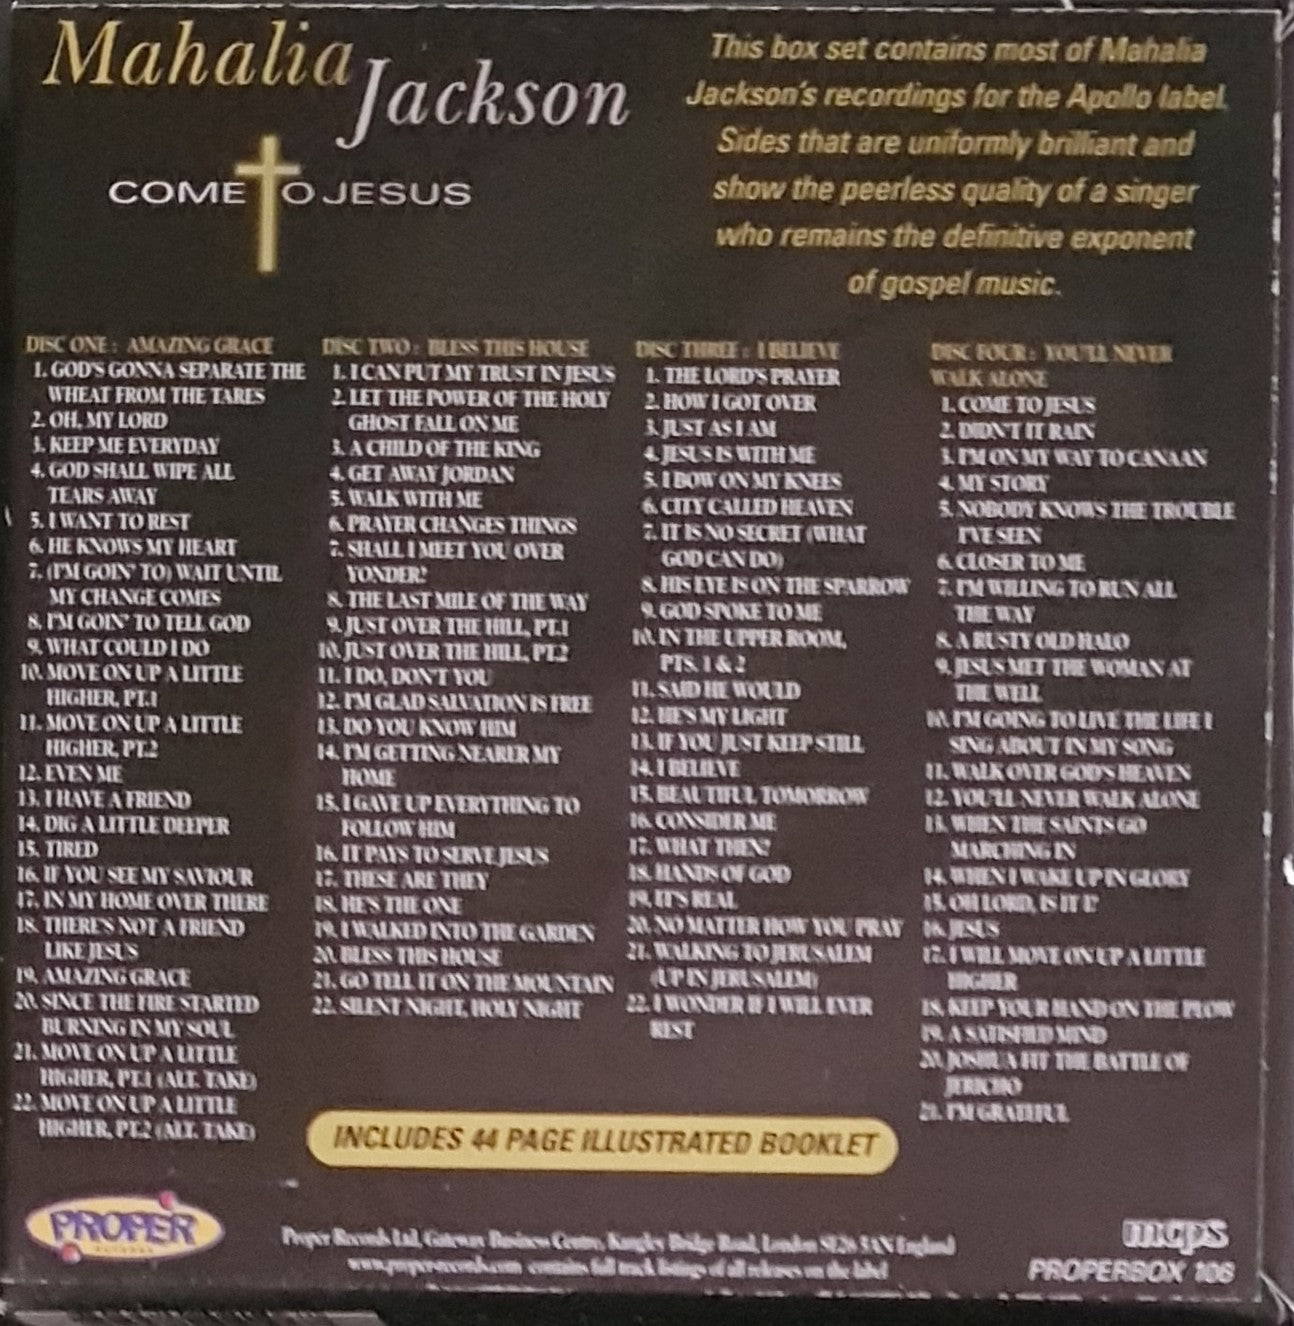 Mahalia
Jackson
COME TO JESUS
This box set contains most of Mahalia
Jackson's recordings for the Apollo label.
Sides that are uniformly brilliant and
show the peerless quality of a singer
who remains the definitive exponent
of gospel music.
DISC ONE : AMAZING GRACE
1. GOD'S GONNA SEPARATE THE
WHEAT FROM THE TARES
2. OH, MY LORD
3. KEEP ME EVERYDAY
4. GOD SHALL WIPE ALL
TEARS AWAY
5. I WANT TO REST
6. HE KNOWS MY HEART
7. (I'M GOIN' TO) WAIT UNTIL
MY CHANGE COMES
8. I'M GOIN' TO TELL GOD
9. WHAT COULD I DO
10. MOVE ON UP A LITTLE
HIGHER, PT.1
11. MOVE ON UP A LITTLE
HIGHER, PT.2
12. EVEN ME
13. I HAVE A FRIEND
14. DIG A LITTLE DEEPER
15. TIRED
16. IF YOU SEE MY SAVIOUR
17. IN MY HOME OVER THERE
18. THERE'S NOT A FRIEND
LIKE JESUS
19. AMAZING GRACE
20. SINCE THE FIRE STARTED
BURNING IN MY SOUL
21. MOVE ON UP A LITTLE
HIGHER, PT.1 (ALT. TAKE)
22. MOVE ON UP A LITTLE
HIGHER, PT.2 (ALT. TAKE)
DISC TWO : BLESS THIS HOUSE
1. I CAN PUT MY TRUST IN JESUS
2. LET THE POWER OF THE HOLY
GHOST FALL ON ME
3. A CHILD OF THE KING
4. GET AWAY JORDAN
5. WALK WITH ME
6. PRAYER CHANGES THINGS
7. SHALL I MEET YOU OVER
YONDER?
8. THE LAST MILE OF THE WAY
9. JUST OVER THE HILL, PT.1
10. JUST OVER THE HILL, PT.2
11. I DO, DON'T YOU
12. I'M GLAD SALVATION IS FREE
13. DO YOU KNOW HIM
14. I'M GETTING NEARER MY
HOME
15. I GAVE UP EVERYTHING TO
FOLLOW HIM
16. IT PAYS TO SERVE JESUS
17. THESE ARE THEY
18. HE'S THE ONE
19. I WALKED INTO THE GARDEN
20. BLESS THIS HOUSE
21. GO TELL IT ON THE MOUNTAIN
22. SILENT NIGHT, HOLY NIGHT
DISC THREE : I BELIEVE
1. THE LORD'S PRAYER
2. HOW I GOT OVER
3. JUST AS I AM
4. JESUS IS WITH ME
5. I BOW ON MY KNEES
6. CITY CALLED HEAVEN
7. IT IS NO SECRET (WHAT
GOD CAN DO)
8. HIS EYE IS ON THE SPARROW
9. GOD SPOKE TO ME
10. IN THE UPPER ROOM,
PTS. 1 & 2
11. SAID HE WOULD
12. HE'S MY LIGHT
13. IF YOU JUST KEEP STILL
14. I BELIEVE
15. BEAUTIFUL TOMORROW
16. CONSIDER ME
17. WHAT THEN?
18. HANDS OF GOD
19. IT'S REAL
20. NO MATTER HOW YOU PRAY
21. WALKING TO JERUSALEM
(UP IN JERUSALEM)
22. I WONDER IF I WILL EVER
REST
DISC FOUR : YOU'LL NEVER
WALK ALONE
1. COME TO JESUS
2. DIDN'T IT RAIN
3. I'M ON MY WAY TO CANAAN
4. MY STORY
5. NOBODY KNOWS THE TROUBLE
I'VE SEEN
6. CLOSER TO ME
7. I'M WILLING TO RUN ALL
THE WAY
8. A RUSTY OLD HALO
9. JESUS MET THE WOMAN AT
THE WELL
10. I'M GOING TO LIVE THE LIFE I
SING ABOUT IN MY SONG
11. WALK OVER GOD'S HEAVEN
12. YOU'LL NEVER WALK ALONE
13. WHEN THE SAINTS GO
MARCHING IN
14. WHEN I WAKE UP IN GLORY
15. OH LORD, IS IT I?
16. JESUS
17. I WILL MOVE ON UP A LITTLE
HIGHER
18. KEEP YOUR HAND ON THE PLOW
19. A SATISFIED MIND
20. JOSHUA FIT THE BATTLE OF
JERICHO
21. I'M GRATEFUL
INCLUDES 44 PAGE ILLUSTRATED BOOKLET
PROPER
RECORDS
Proper Records Ltd, Gateway Business Centre, Kangley Bridge Road, London SE26 5AN England
www.proper-records.com contains full track listings of all releases on the label
mcps
PROPERBOX 106